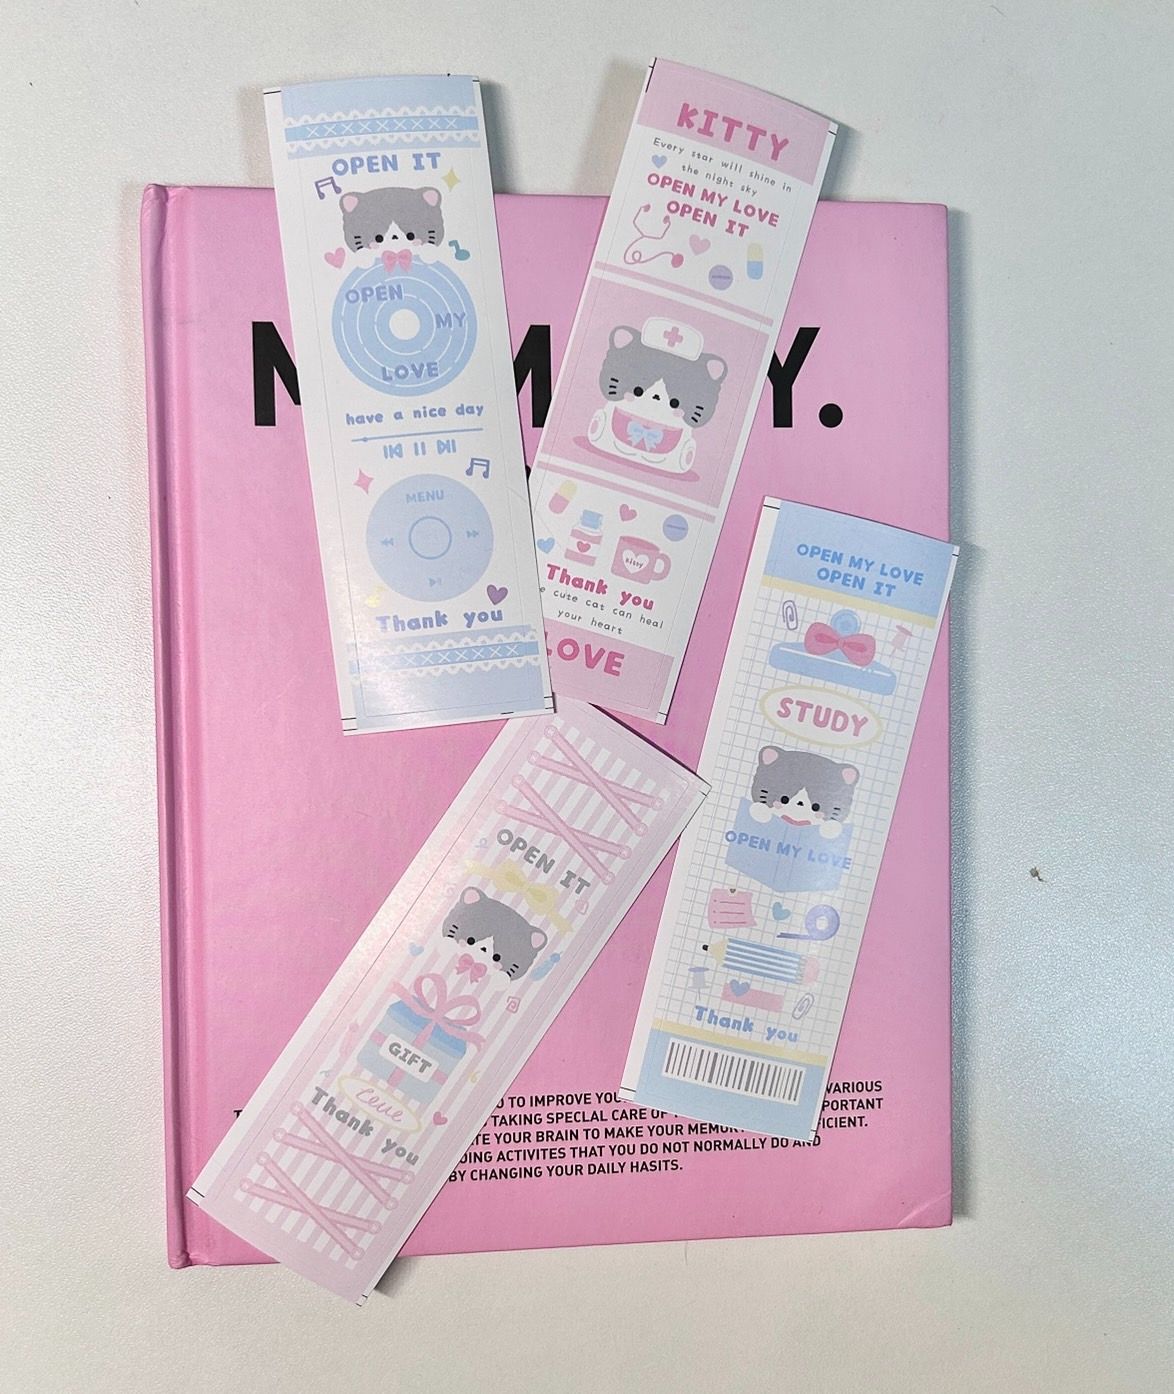 OPEN IT
OPEN
MY
LOVE
have a nice day
MENU
Thank you
KITTY
Every star will shine in
the night sky
OPEN MY LOVE
OPEN IT
kitty
Thank you
cute cat can heal
your heart
LOVE
OPEN MY LOVE
OPEN IT
STUDY
OPEN MY LOVE
Thank you
OPEN IT
GIFT
Love
Thank you
M Y.
O TO IMPROVE YOU VARIOUS
TAKING SPECLAL CARE OF PORTANT
TE YOUR BRAIN TO MAKE YOUR MEMOR FICIENT.
DING ACTIVITES THAT YOU DO NOT NORMALLY DO AND
BY CHANGING YOUR DAILY HASITS.